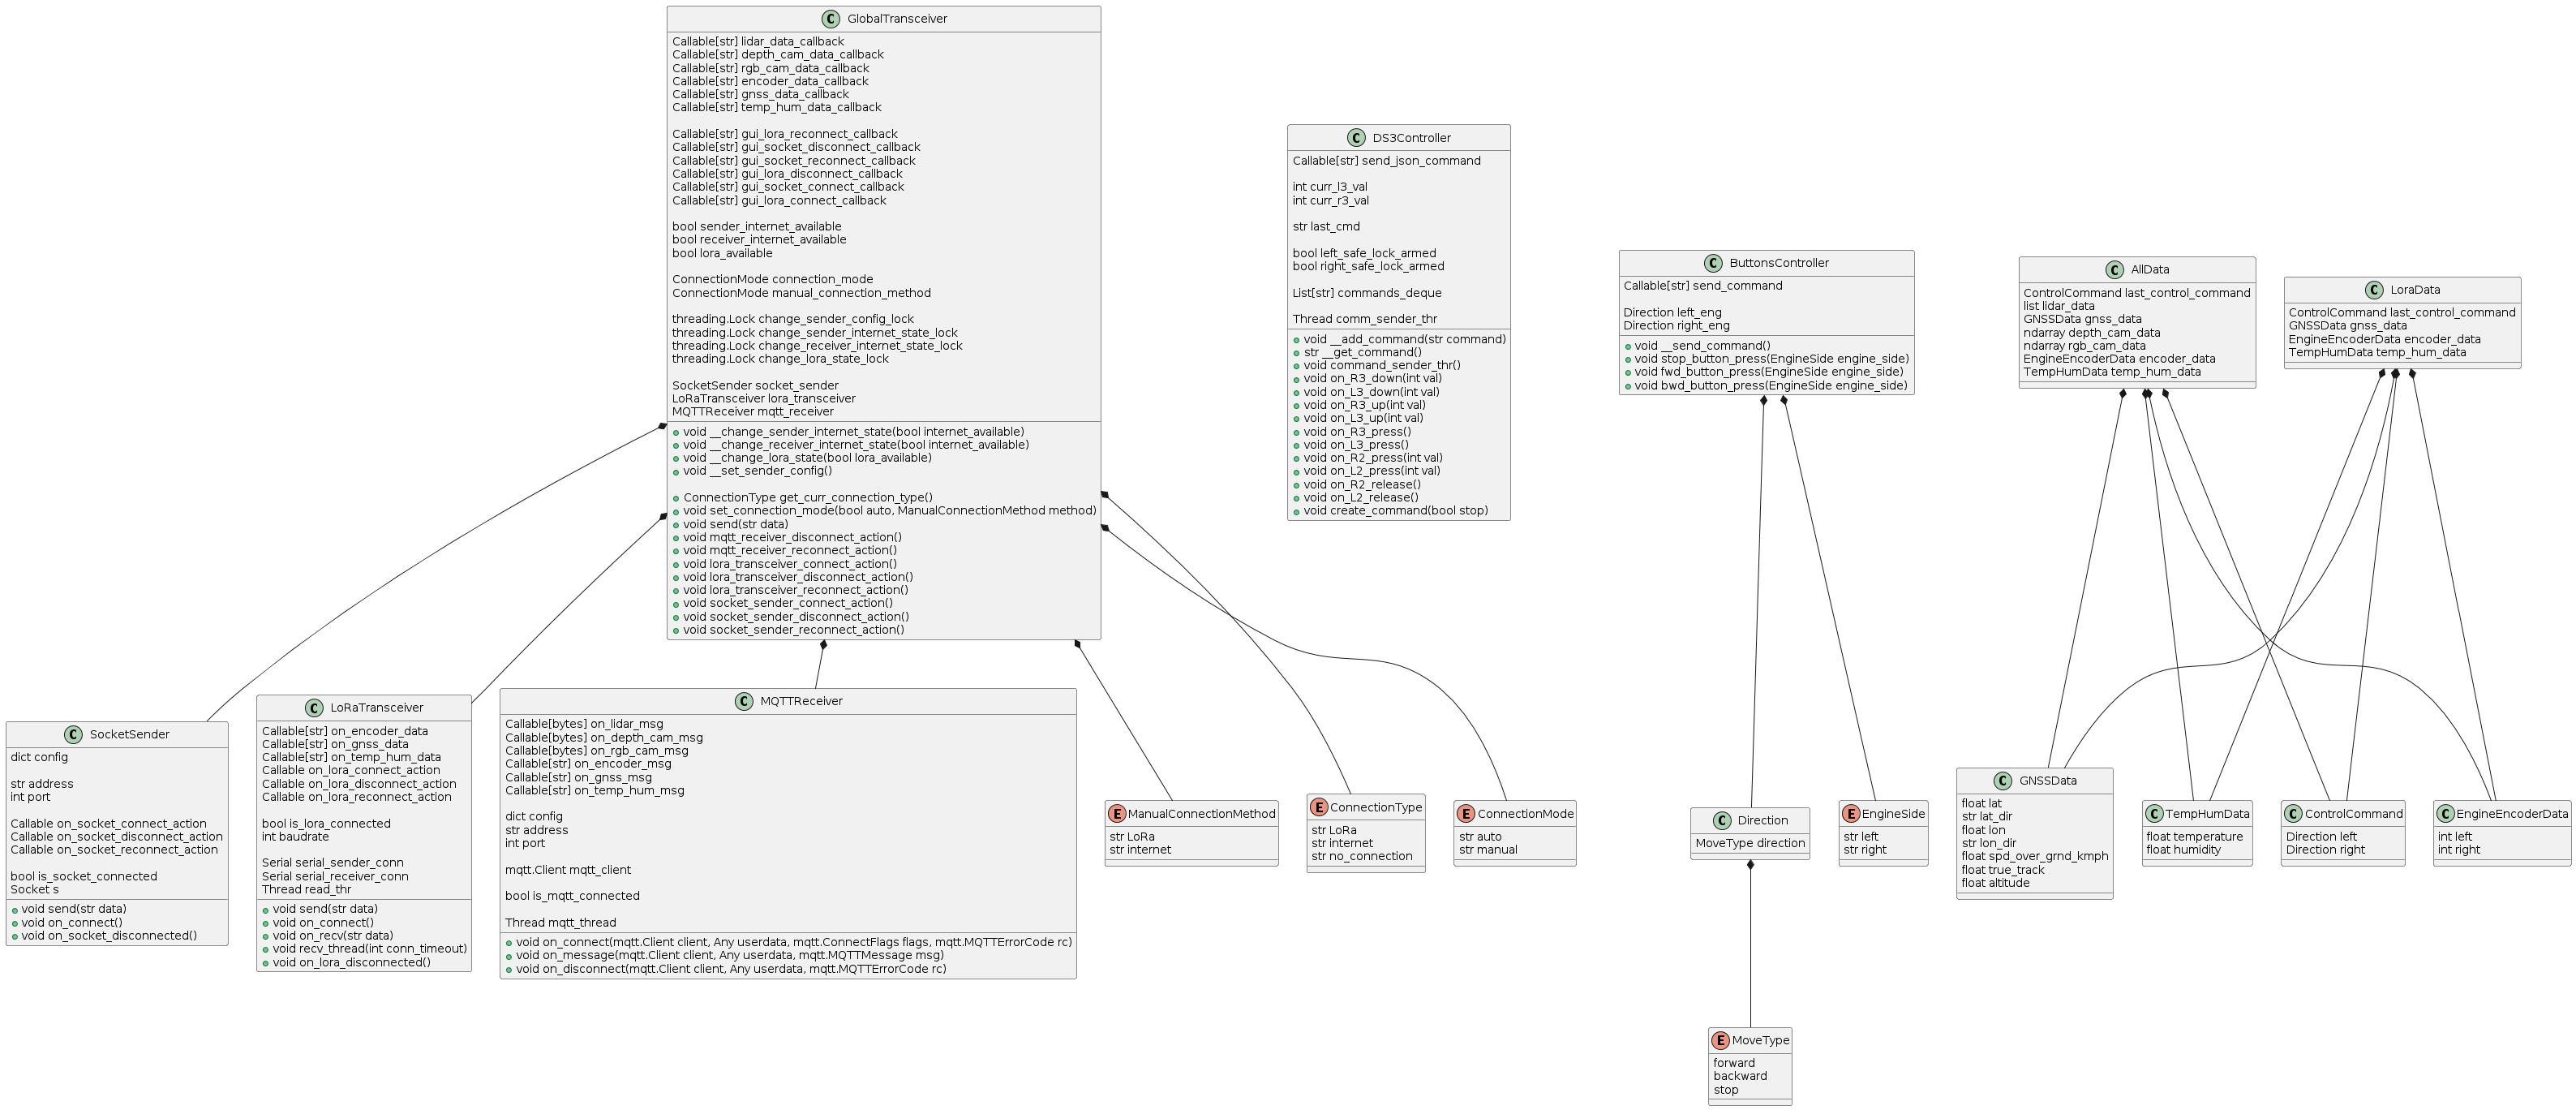 GlobalTransceiver
Callable[str] lidar_data_callback
Callable[str] depth_cam_data_callback
Callable[str] rgb_cam_data_callback
Callable[str] encoder_data_callback
Callable[str] gnss_data_callback
Callable[str] temp_hum_data_callback
Callable[str] gui_lora_reconnect_callback
Callable[str] gui_socket_disconnect_callback
Callable[str] gui_socket_reconnect_callback
Callable[str] gui_lora_disconnect_callback
Callable[str] gui_socket_connect_callback
Callable[str] gui_lora_connect_callback
bool sender_internet_available
bool receiver_internet_available
bool lora_available
ConnectionMode connection_mode
ConnectionMode manual_connection_method
threading.Lock change_sender_config_lock
threading.Lock change_sender_internet_state_lock
threading.Lock change_receiver_internet_state_lock
threading.Lock change_lora_state_lock
SocketSender socket_sender
LoRaTransceiver lora_transceiver
MQTTReceiver mqtt_receiver
void __change_sender_internet_state(bool internet_available)
void __change_receiver_internet_state(bool internet_available)
void __change_lora_state(bool lora_available)
void __set_sender_config()
ConnectionType get_curr_connection_type()
void set_connection_mode(bool auto, ManualConnectionMethod method)
void send(str data)
void mqtt_receiver_disconnect_action()
void mqtt_receiver_reconnect_action()
void lora_transceiver_connect_action()
void lora_transceiver_disconnect_action()
void lora_transceiver_reconnect_action()
void socket_sender_connect_action()
void socket_sender_disconnect_action()
void socket_sender_reconnect_action()
DS3Controller
Callable[str] send_json_command
int curr_l3_val
int curr_r3_val
str last_cmd
bool left_safe_lock_armed
bool right_safe_lock_armed
List[str] commands_deque
Thread comm_sender_thr
void __add_command(str command)
str __get_command()
void command_sender_thr()
void on_R3_down(int val)
void on_L3_down(int val)
void on_R3_up(int val)
void on_L3_up(int val)
void on_R3_press()
void on_L3_press()
void on_R2_press(int val)
void on_L2_press(int val)
void on_R2_release()
void on_L2_release()
void create_command(bool stop)
ButtonsController
Callable[str] send_command
Direction left_eng
Direction right_eng
void __send_command()
void stop_button_press(EngineSide engine_side)
void fwd_button_press(EngineSide engine_side)
void bwd_button_press(EngineSide engine_side)
AllData
ControlCommand last_control_command
list lidar_data
GNSSData gnss_data
ndarray depth_cam_data
ndarray rgb_cam_data
EngineEncoderData encoder_data
TempHumData temp_hum_data
LoraData
ControlCommand last_control_command
GNSSData gnss_data
EngineEncoderData encoder_data
TempHumData temp_hum_data
SocketSender
dict config
str address
int port
Callable on_socket_connect_action
Callable on_socket_disconnect_action
Callable on_socket_reconnect_action
bool is_socket_connected
Socket s
void send(str data)
void on_connect()
void on_socket_disconnected()
LoRaTransceiver
Callable[str] on_encoder_data
Callable[str] on_gnss_data
Callable[str] on_temp_hum_data
Callable on_lora_connect_action
Callable on_lora_disconnect_action
Callable on_lora_reconnect_action
bool is_lora_connected
int baudrate
Serial serial_sender_conn
Serial serial_receiver_conn
Thread read_thr
void send(str data)
void on_connect()
void on_recv(str data)
void recv_thread(int conn_timeout)
void on_lora_disconnected()
MQTTReceiver
Callable[bytes] on_lidar_msg
Callable[bytes] on_depth_cam_msg
Callable[bytes] on_rgb_cam_msg
Callable[str] on_encoder_msg
Callable[str] on_gnss_msg
Callable[str] on_temp_hum_msg
dict config
str address
int port
mqtt.Client mqtt_client
bool is_mqtt_connected
Thread mqtt_thread
void on_connect(mqtt.Client client, Any userdata, mqtt.ConnectFlags flags, mqtt.MQTTErrorCode rc)
void on_message(mqtt.Client client, Any userdata, mqtt.MQTTMessage msg)
void on_disconnect(mqtt.Client client, Any userdata, mqtt.MQTTErrorCode rc)
ManualConnectionMethod
str LoRa
str internet
ConnectionType
str LoRa
str internet
str no_connection
ConnectionMode
str auto
str manual
Direction
MoveType direction
EngineSide
str left
str right
GNSSData
float lat
str lat_dir
float lon
str lon_dir
float spd_over_grnd_kmph
float true_track
float altitude
TempHumData
float temperature
float humidity
ControlCommand
Direction left
Direction right
EngineEncoderData
int left
int right
MoveType
forward
backward
stop